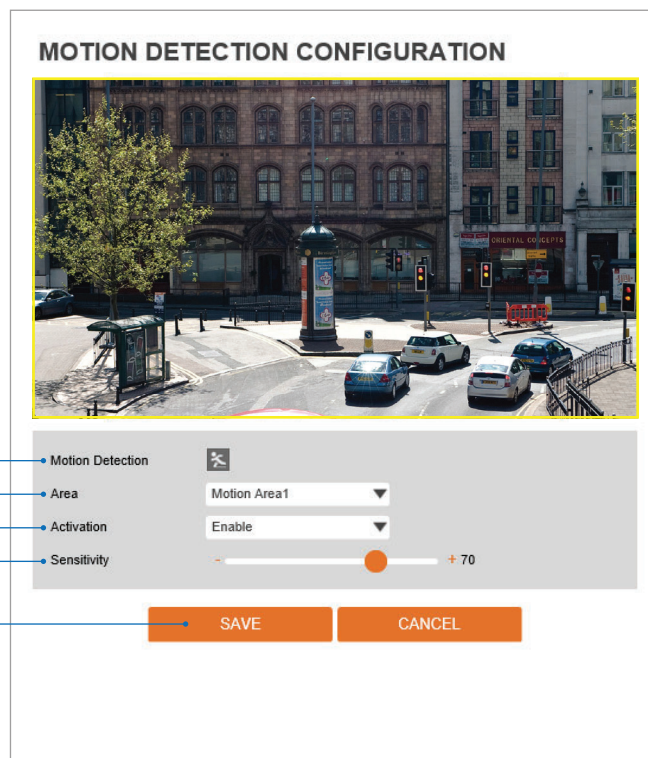 MOTION DETECTION CONFIGURATION
ORIENTAL CONCEPTS
Motion Detection
Area Motion Area1
Activation Enable
Sensitivity - + 70
SAVE CANCEL